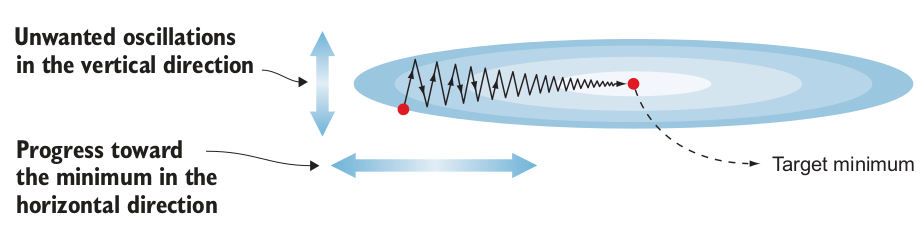 Unwanted oscillations
in the vertical direction
Progress toward
the minimum in the
horizontal direction
Target minimum